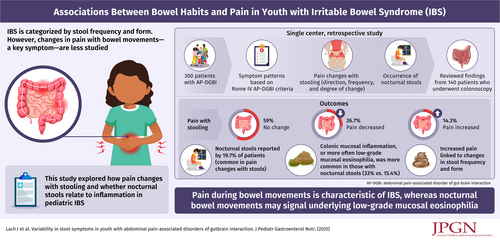 Associations Between Bowel Habits and Pain in Youth with Irritable Bowel Syndrome (IBS)
IBS is categorized by stool frequency and form.
However, changes in pain with bowel movements—
a key symptom—are less studied
This study explored how pain changes
with stooling and whether nocturnal
stools relate to inflammation in
pediatric IBS
Single center, retrospective study
300 patients
with AP-DGBI
Symptom patterns
based on
Rome IV AP-DGBI criteria
Pain changes with
stooling (direction, frequency,
and degree of change)
Occurrence of
nocturnal stools
Reviewed findings
from 140 patients who
underwent colonoscopy
Outcomes
Pain with
stooling
59%
No change
26.7%
Pain decreased
14.3%
Pain increased
Nocturnal stools reported
by 19.7% of patients
(common in pain
changes with stools)
Colonic mucosal inflammation,
or more often low-grade
mucosal eosinophilia, was more
common in those with
nocturnal stools (33% vs. 15.4%)
Increased pain
linked to changes
in stool frequency
and form
AP-DGBI: abdominal pain-associated disorder of gut-brain interaction
Pain during bowel movements is characteristic of IBS, whereas nocturnal
bowel movements may signal underlying low-grade mucosal eosinophilia
Lach J et al. Variability in stool symptoms in youth with abdominal pain-associated disorders of gutbrain interaction. J Pediatr Gastroenterol Nutr. (2025)
JPGN